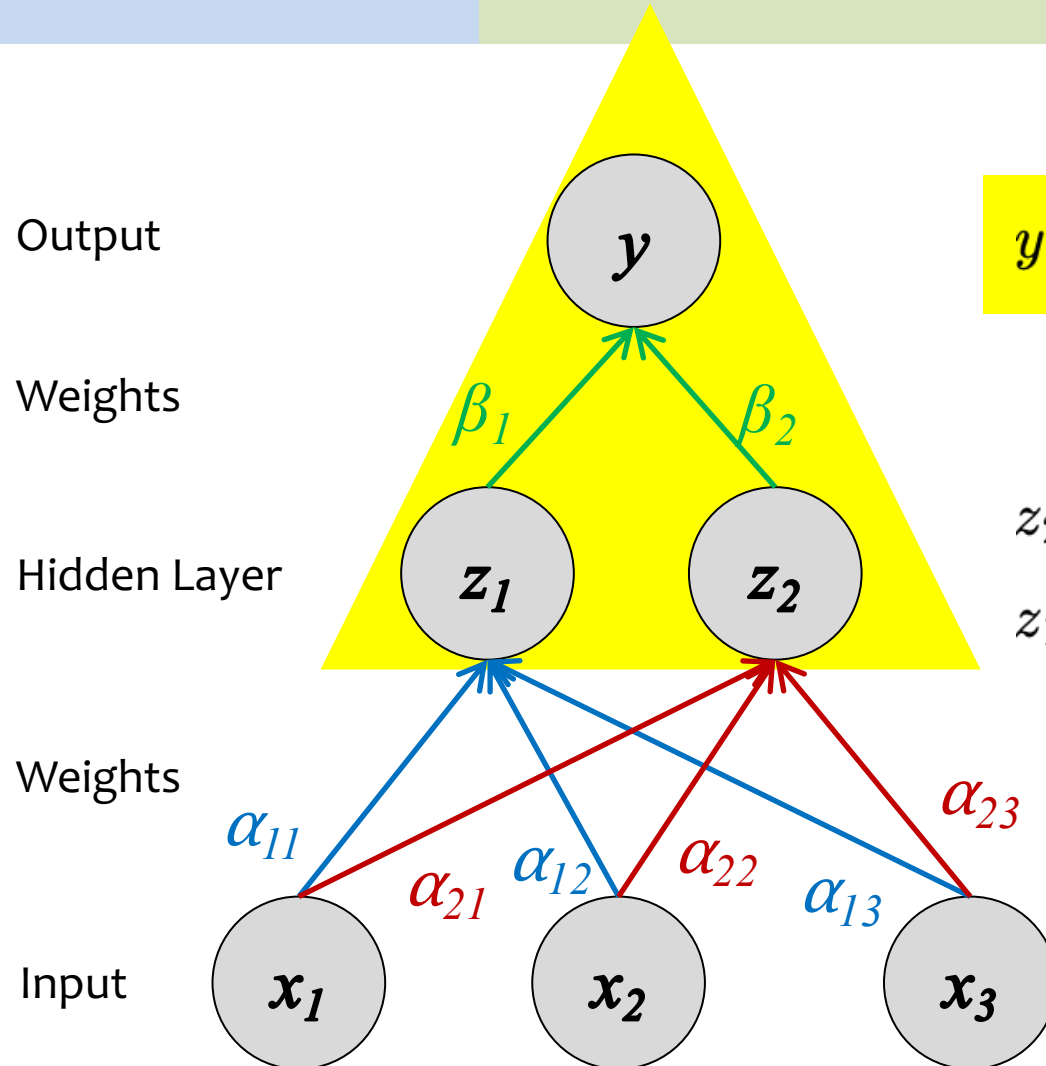 Output
y
y
Weights
β₁ β₂
Hidden Layer
z₁ z₂
Weights
α₁₁ α₂₁ α₁₂ α₂₂ α₁₃ α₂₃
Input
x₁ x₂ x₃